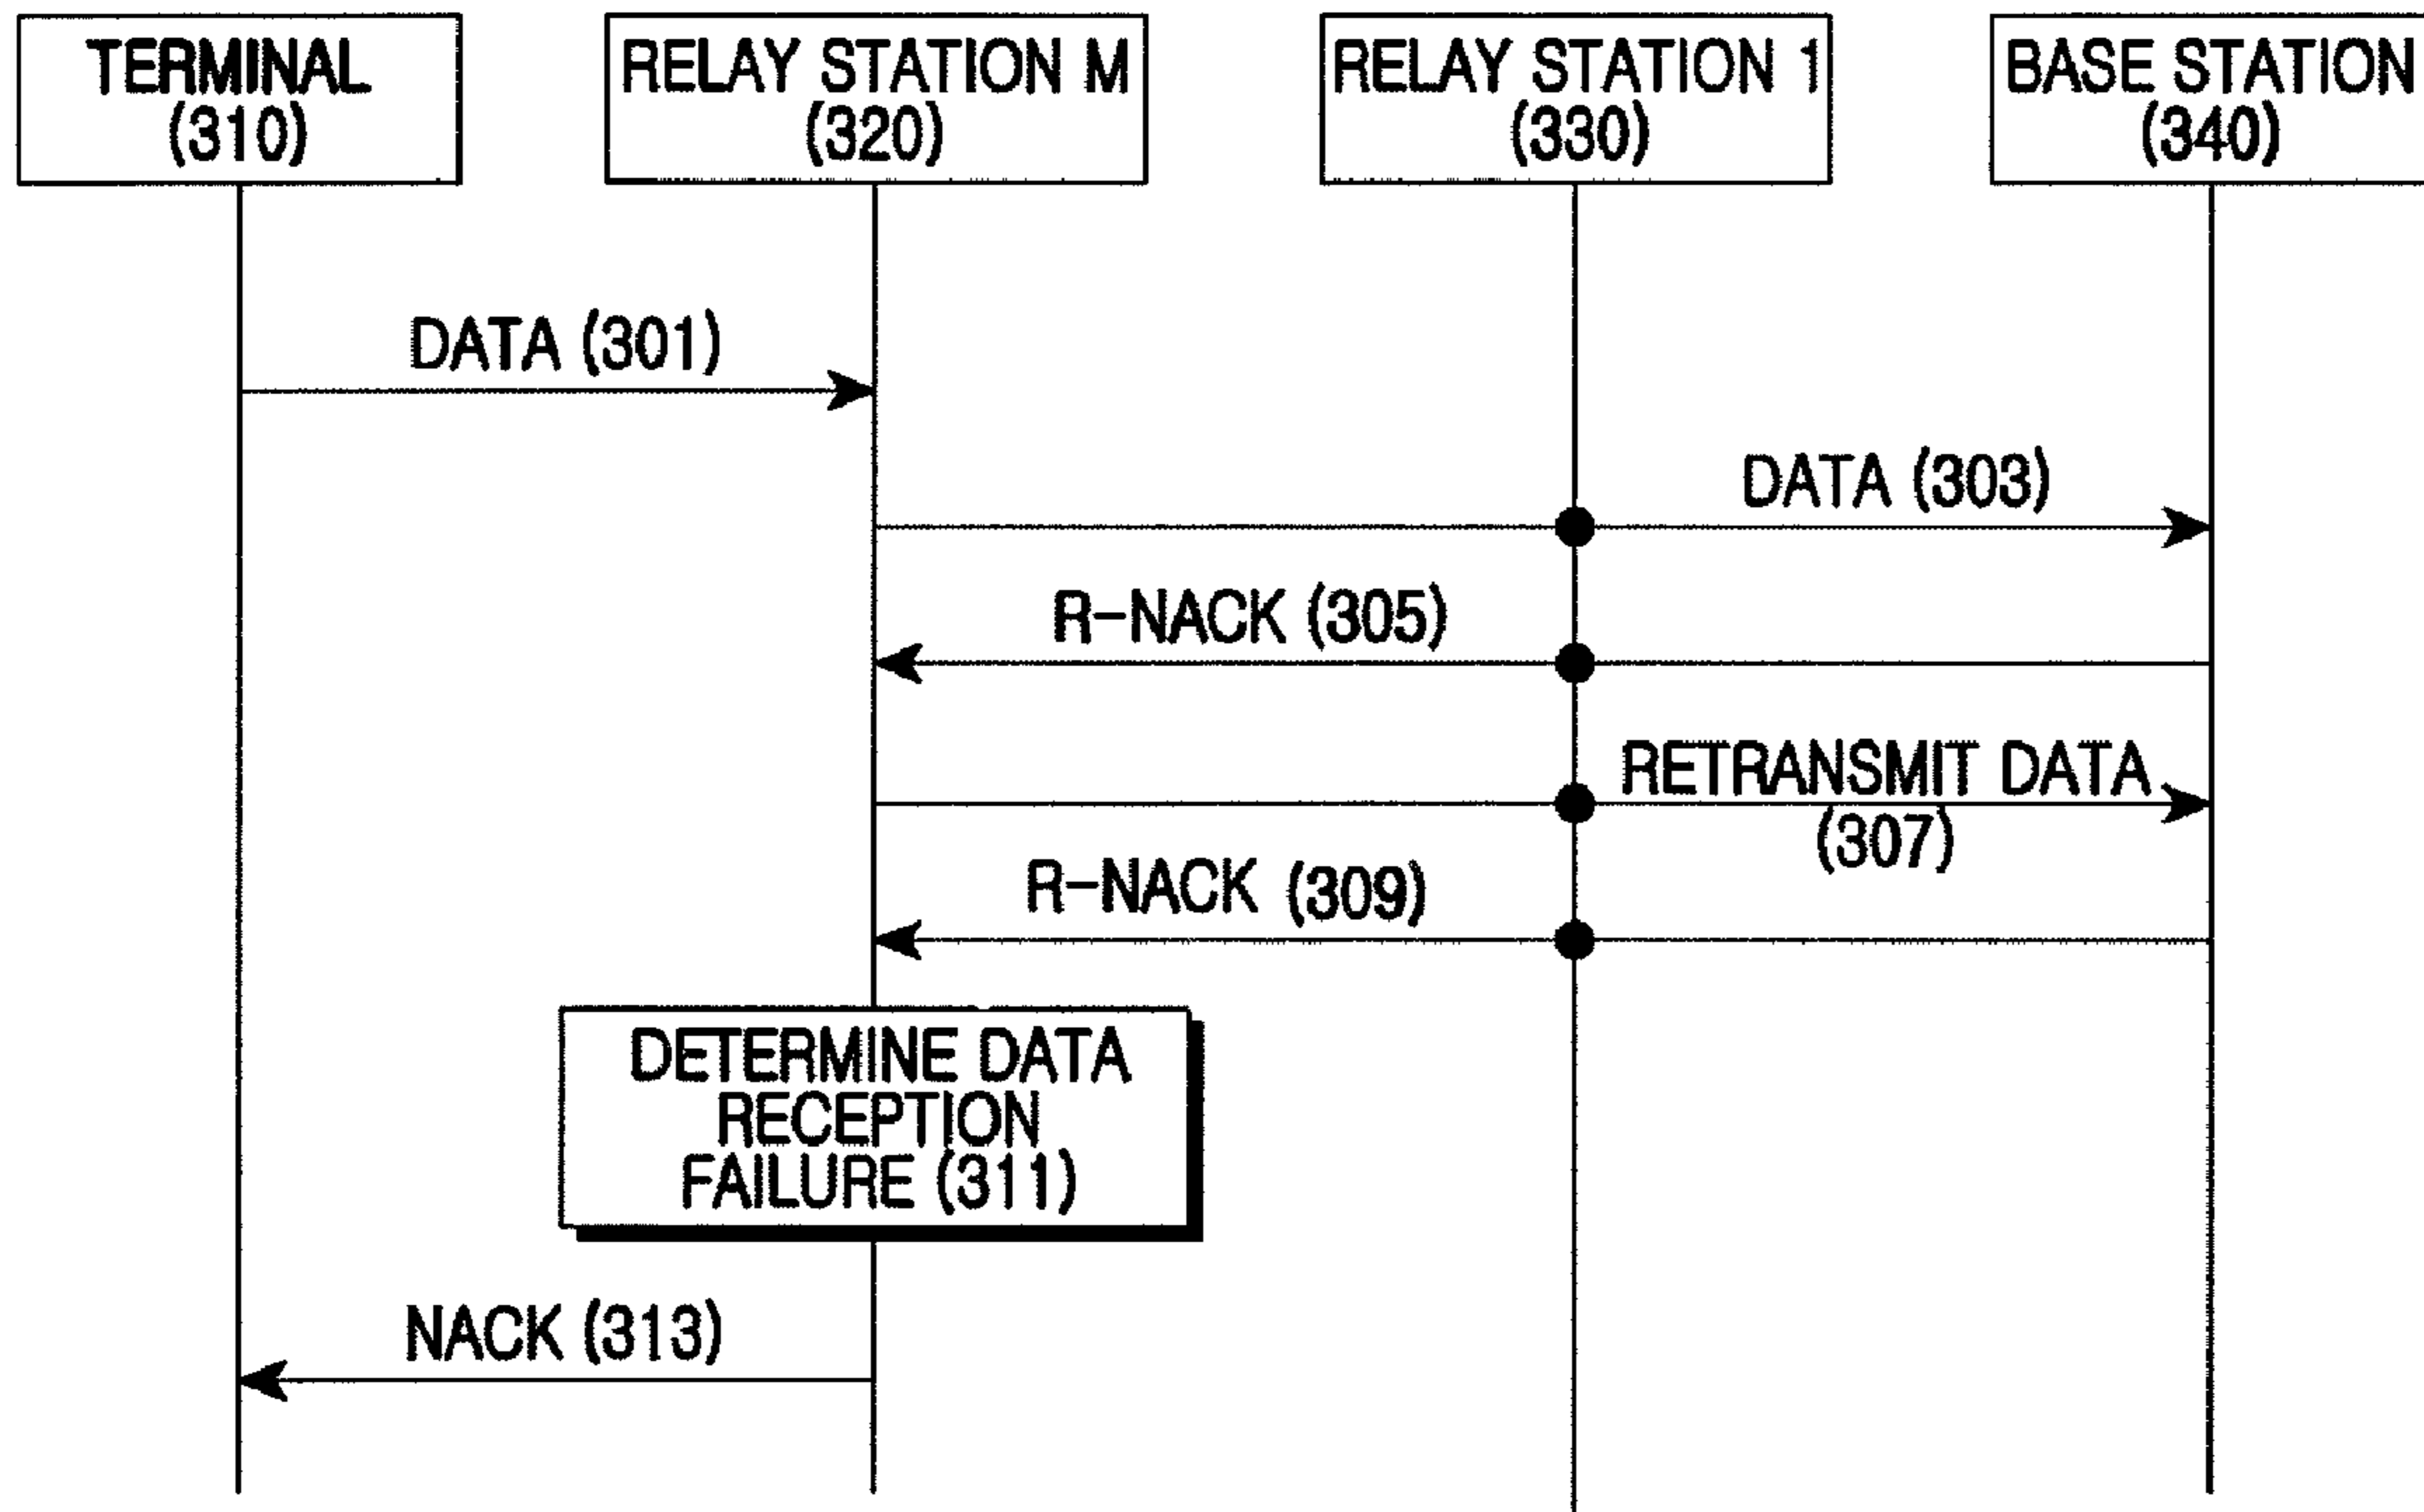 TERMINAL
(310)
RELAY STATION M
(320)
RELAY STATION 1
(330)
BASE STATION
(340)
DATA (301)
DATA (303)
R-NACK (305)
RETRANSMIT DATA
(307)
R-NACK (309)
DETERMINE DATA
RECEPTION
FAILURE (311)
NACK (313)